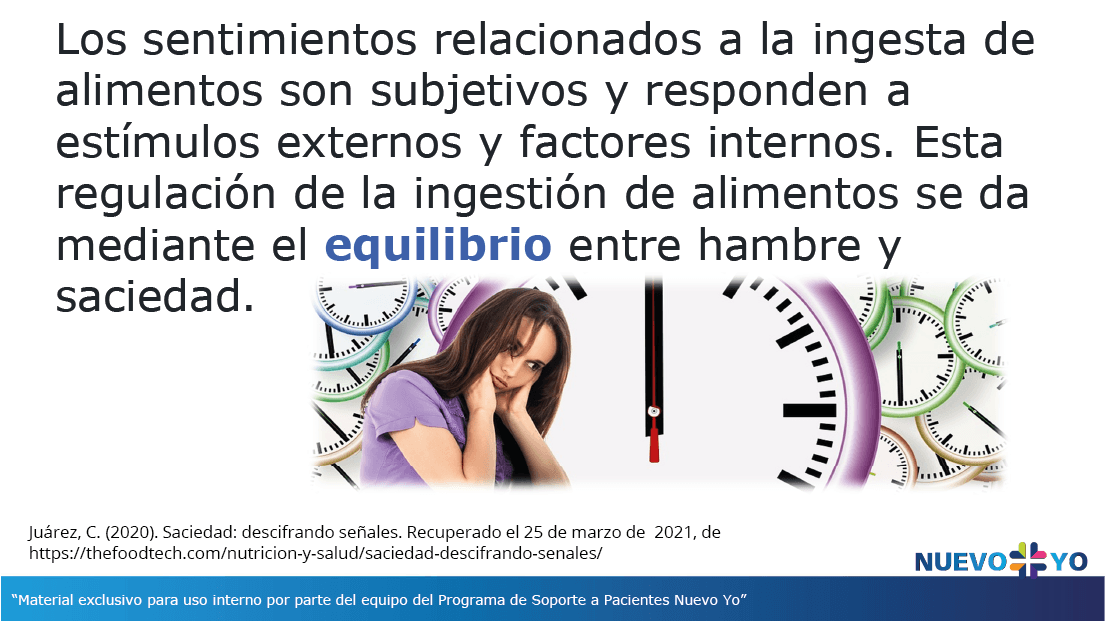 Los sentimientos relacionados a la ingesta de
alimentos son subjetivos y responden a
estímulos externos y factores internos. Esta
regulación de la ingestión de alimentos se da
mediante el equilibrio entre hambre y
saciedad.
Juárez, C. (2020). Saciedad: descifrando señales. Recuperado el 25 de marzo de  2021, de
https://thefoodtech.com/nutricion-y-salud/saciedad-descifrando-senales/
NUEVO YO
“Material exclusivo para uso interno por parte del equipo del Programa de Soporte a Pacientes Nuevo Yo”